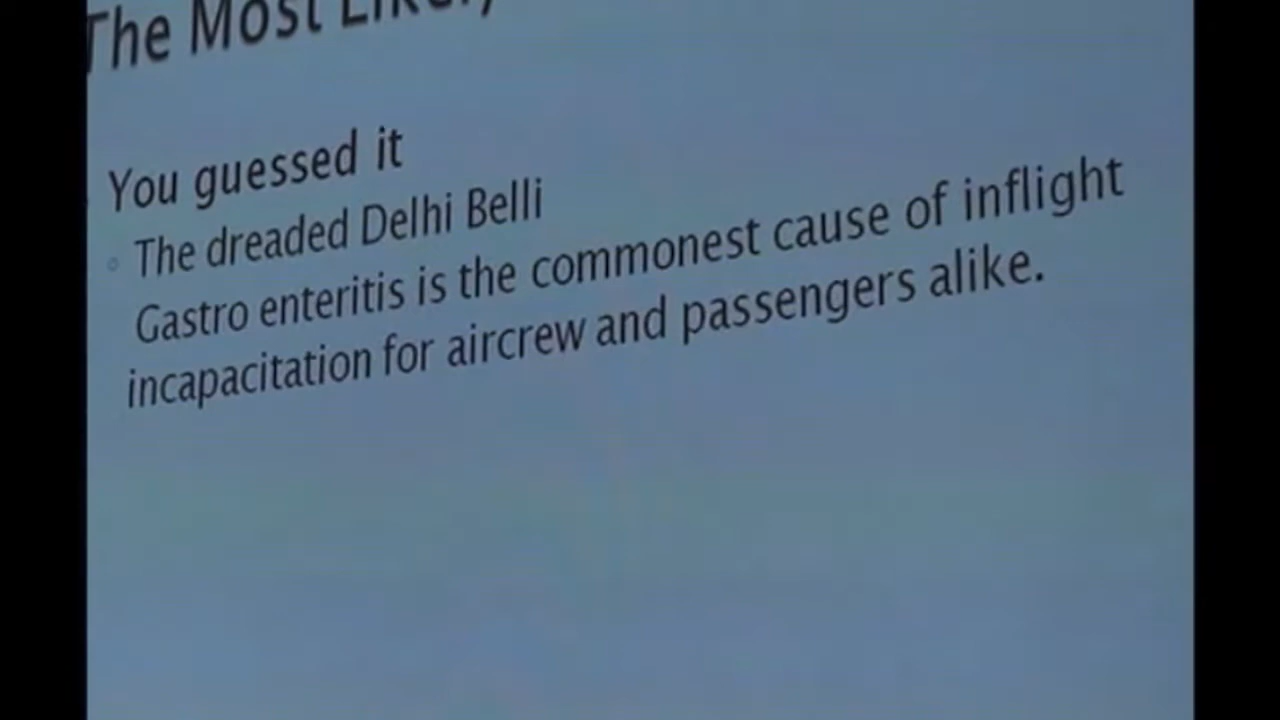 The Most Likely
You guessed it
The dreaded Delhi Belli
Gastro enteritis is the commonest cause of inflight
incapacitation for aircrew and passengers alike.